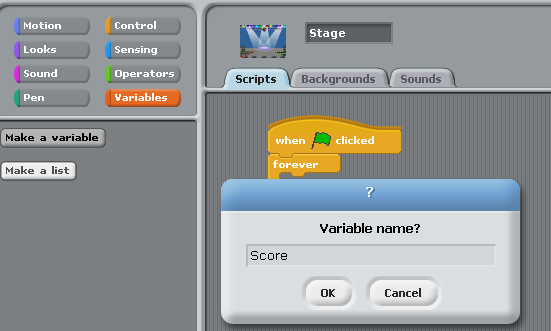 Motion
Control
Looks
Sensing
Sound
Operators
Pen
Variables
Make a variable
Make a list
Stage
Scripts
Backgrounds
Sounds
when clicked
forever
?
Variable name?
Score
OK
Cancel